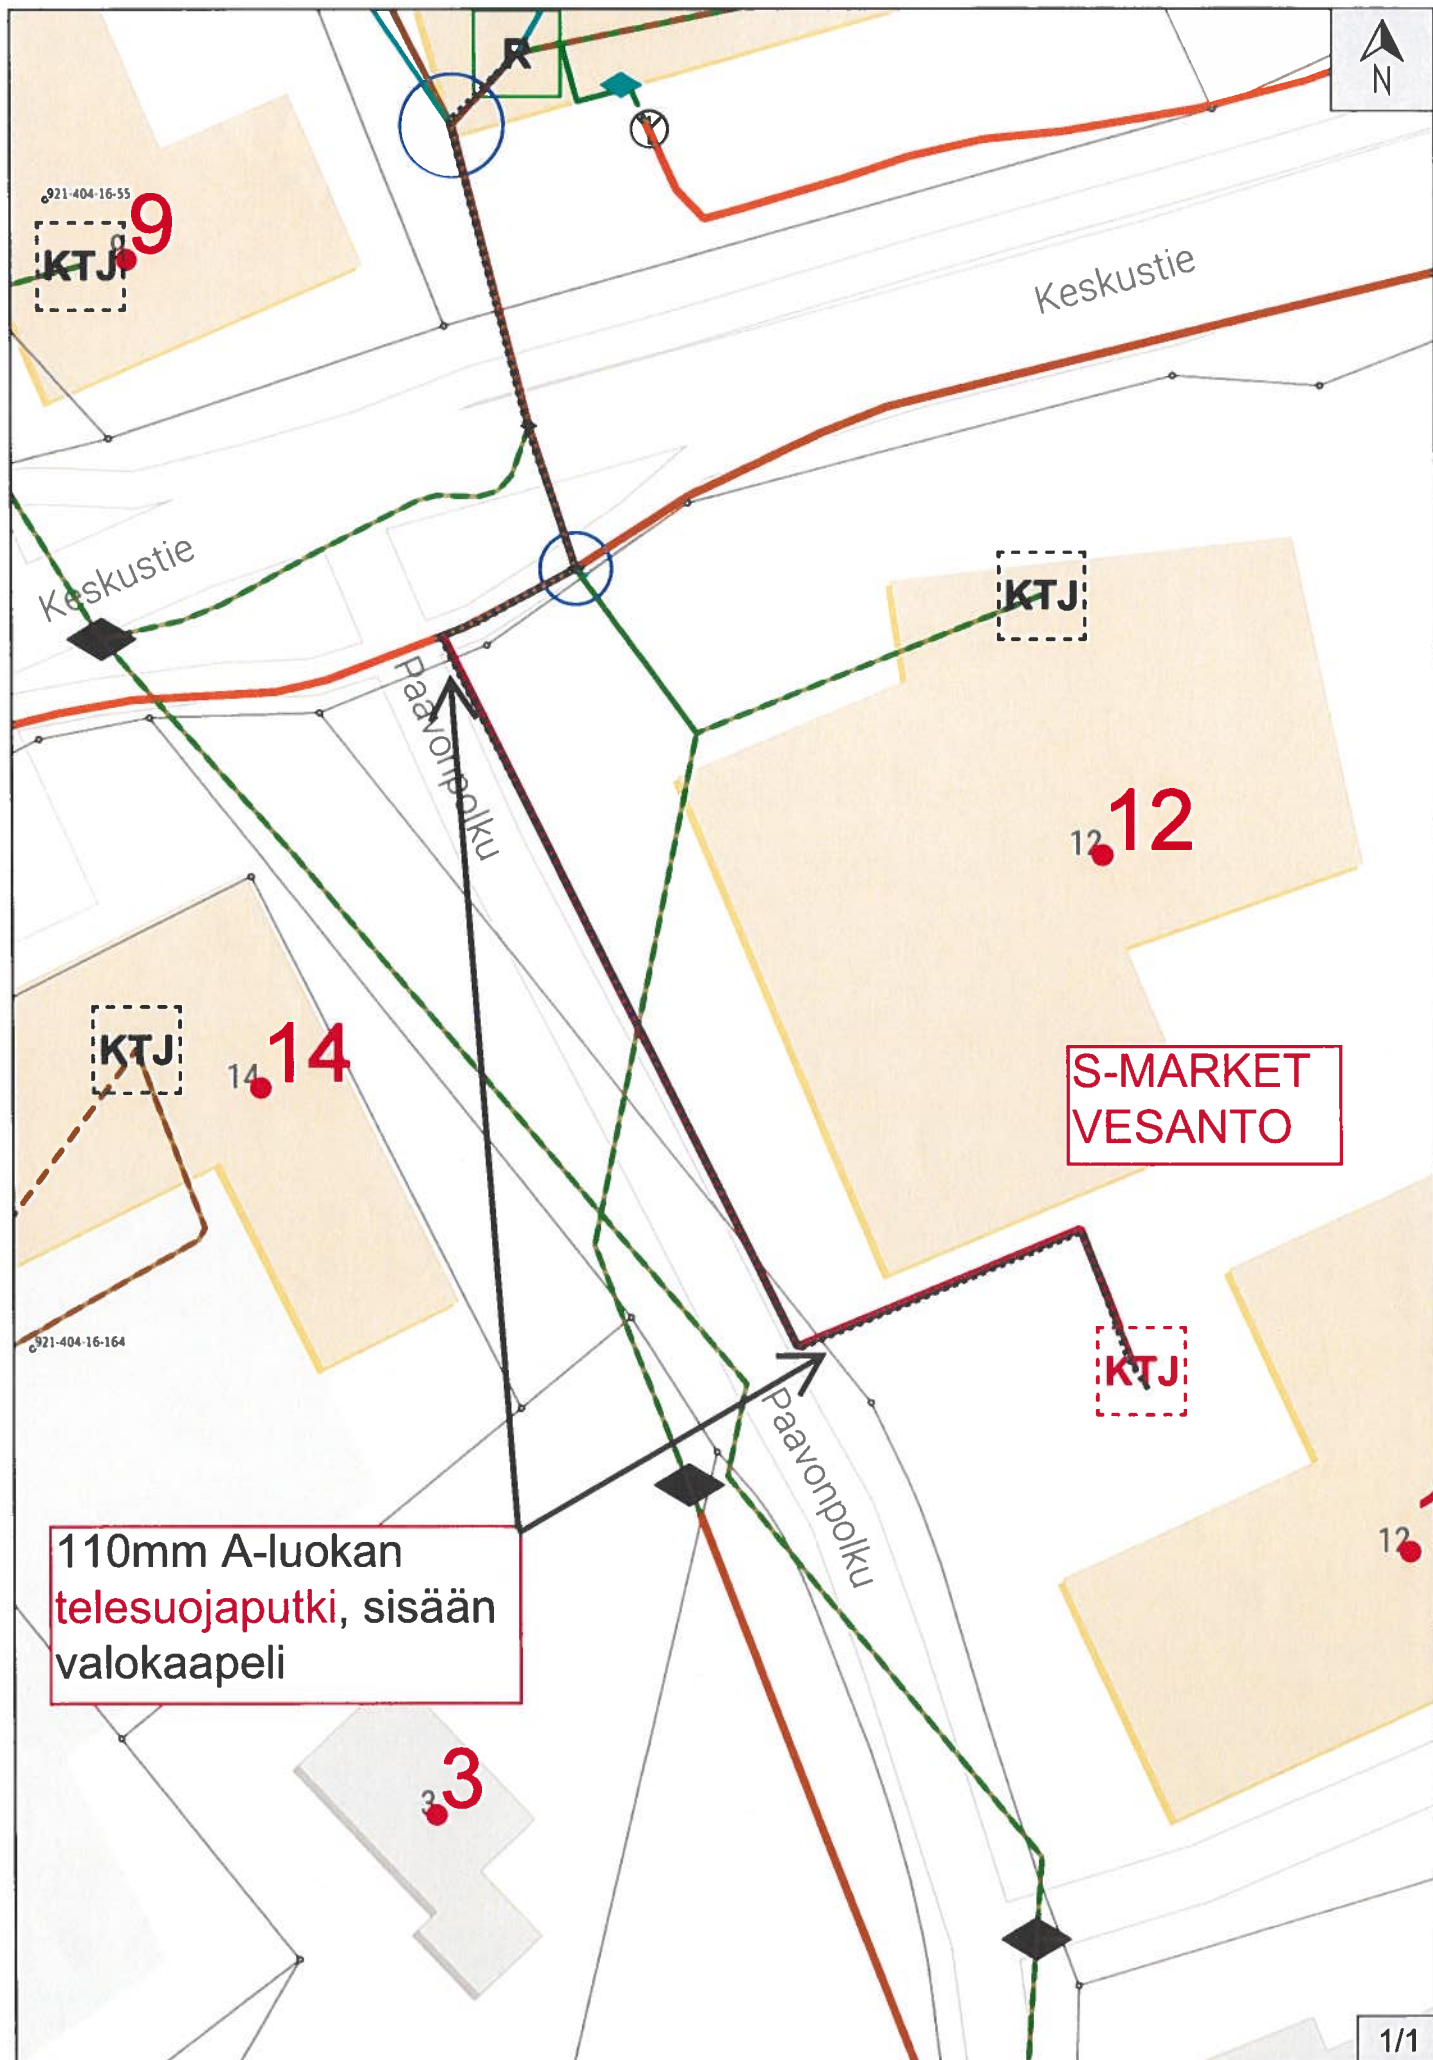 R
N
921-404-16-55
9
9
KTJ
Keskustie
Keskustie
KTJ
Paavonpolku
12
12
KTJ
14
14
S-MARKET
VESANTO
921-404-16-164
KTJ
Paavonpolku
12
110mm A-luokan
telesuojaputki, sisään
valokaapeli
3
3
1/1